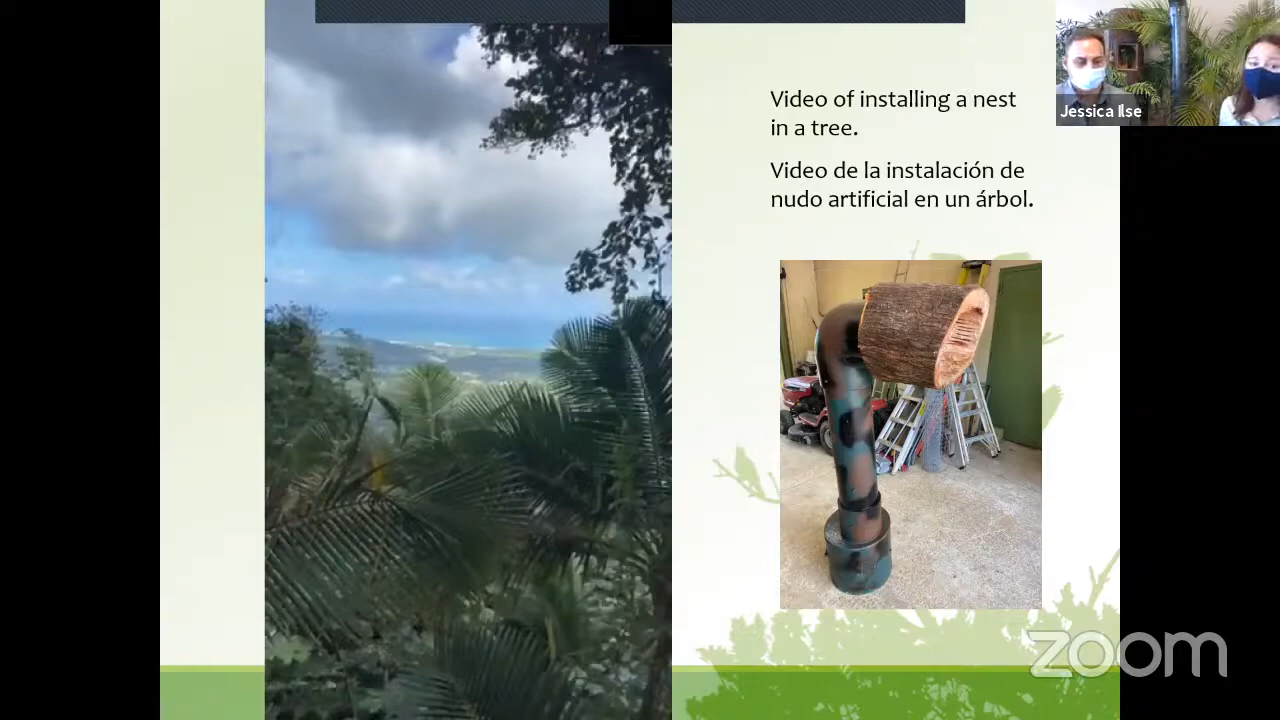 Video of installing a nest
in a tree.
Video de la instalación de
nudo artificial en un árbol.
Jessica Ilse
zoom